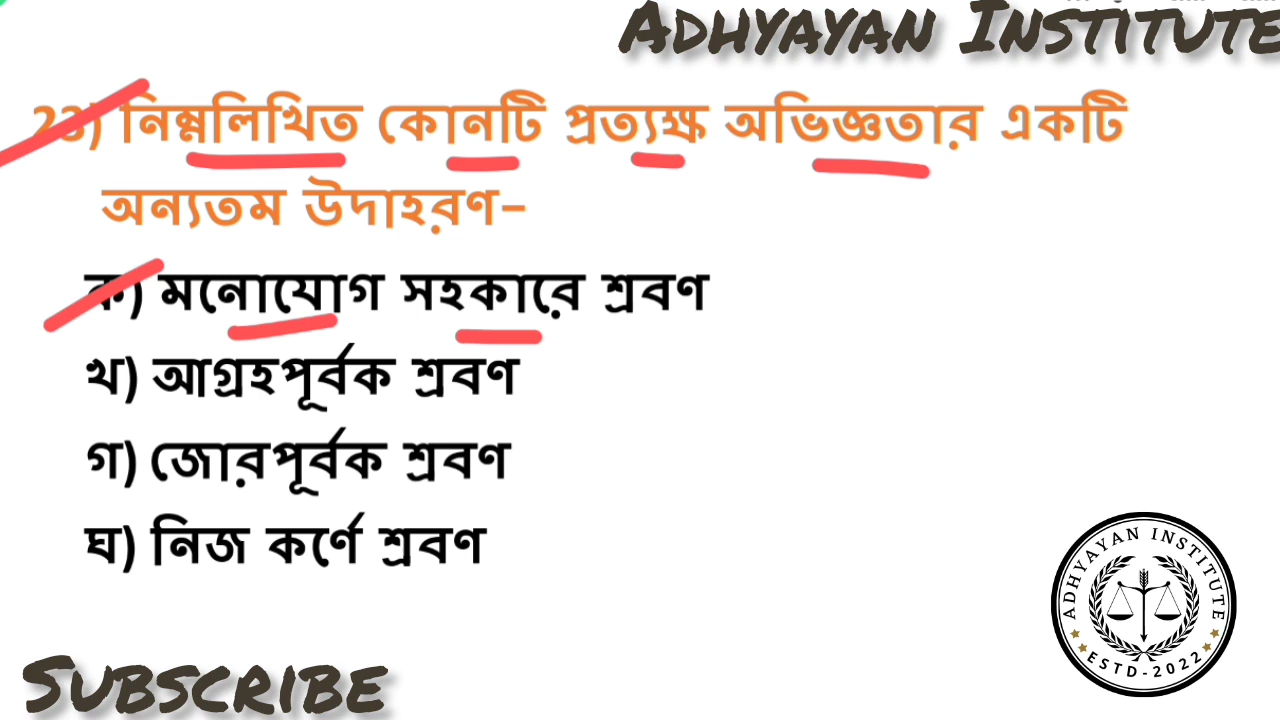 ADHYAYAN INSTITUTE
23) নিম্নলিখিত কোনটি প্রত্যক্ষ অভিজ্ঞতার একটি
অন্যতম উদাহরণ-
ক) মনোযোগ সহকারে শ্রবণ
খ) আগ্রহপূর্বক শ্রবণ
গ) জোরপূর্বক শ্রবণ
ঘ) নিজ কর্ণে শ্রবণ
ADHYAYAN INSTITUTE
ESTD-2022
SUBSCRIBE